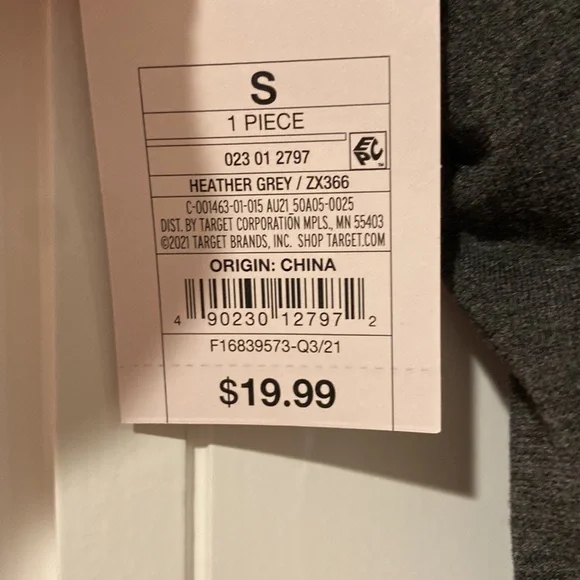 S
1 PIECE
023 01 2797
EPC
HEATHER GREY / ZX366
C-001463-01-015 AU21 50A05-0025
DIST. BY TARGET CORPORATION MPLS., MN 55403
©2021 TARGET BRANDS, INC. SHOP TARGET.COM
ORIGIN: CHINA
4 90230 12797 2
F16839573-Q3/21
$19.99